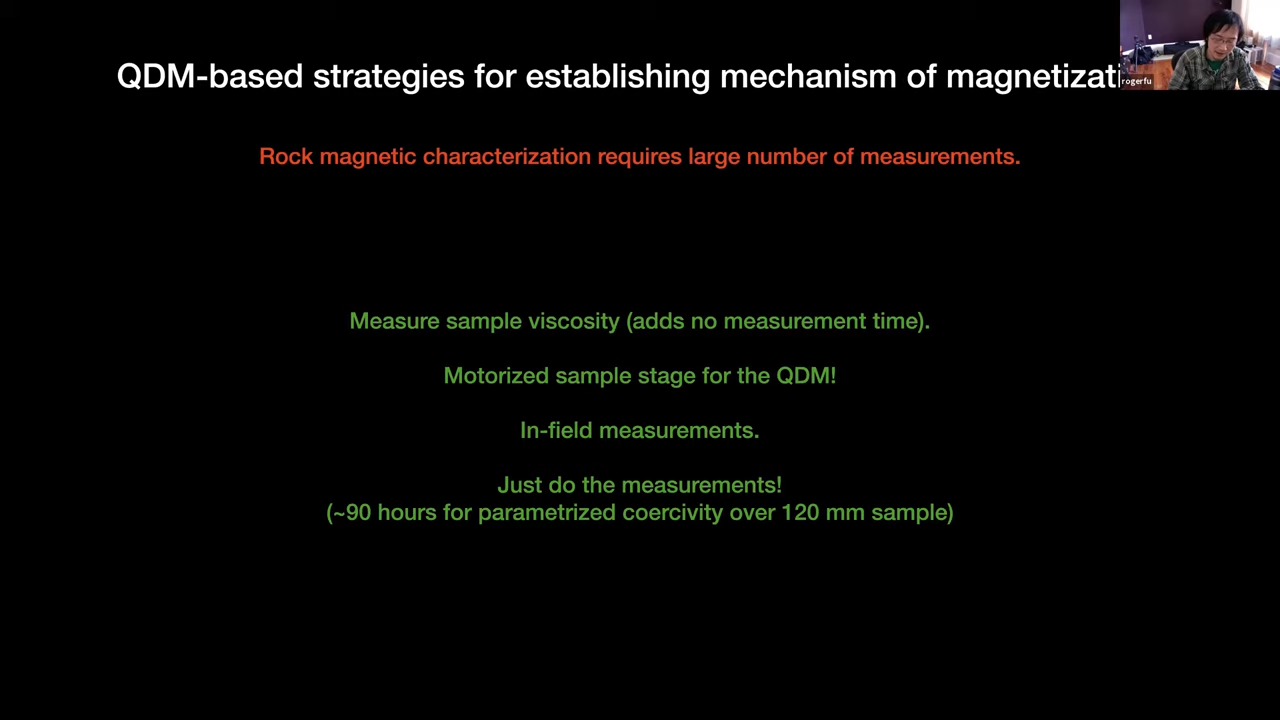 QDM-based strategies for establishing mechanism of magnetizati
rogerfu
Rock magnetic characterization requires large number of measurements.
Measure sample viscosity (adds no measurement time).
Motorized sample stage for the QDM!
In-field measurements.
Just do the measurements!
(~90 hours for parametrized coercivity over 120 mm sample)